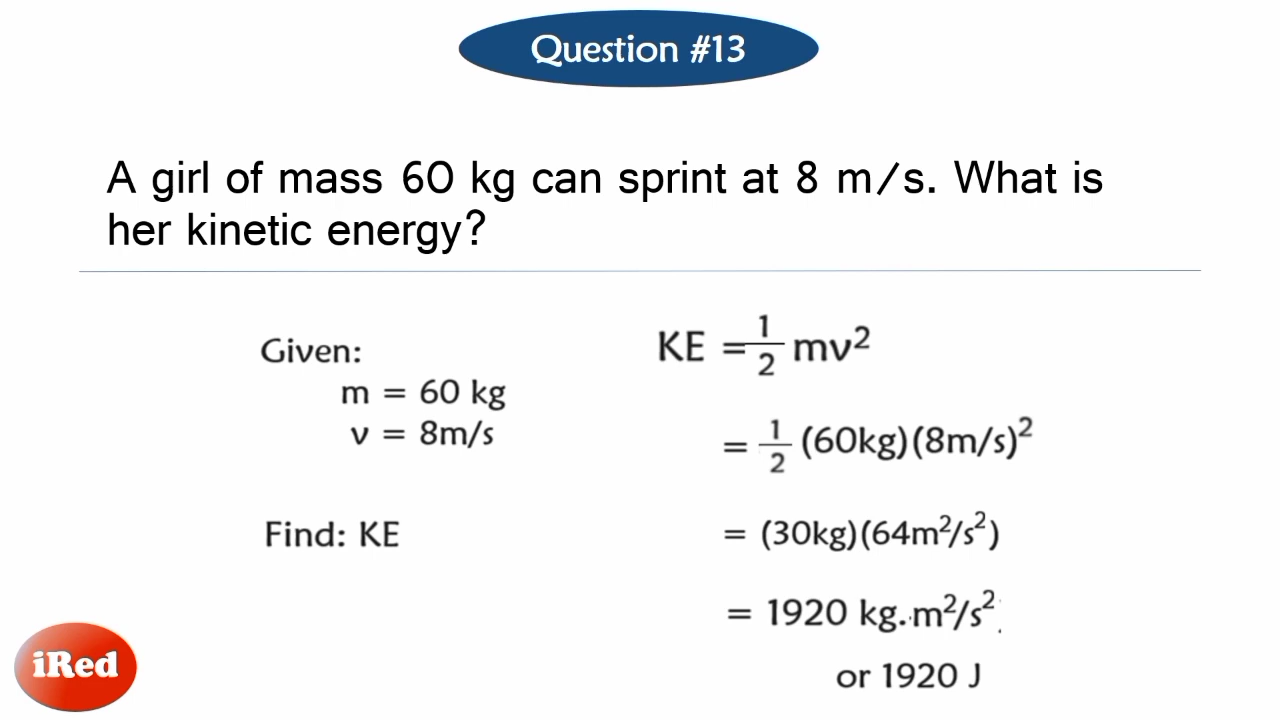 Question #13
A girl of mass 60 kg can sprint at 8 m/s. What is
her kinetic energy?
Given:
m = 60 kg
v = 8m/s
Find: KE
KE = 1/2 mv²
= 1/2 (60kg)(8m/s)²
= (30kg)(64m²/s²)
= 1920 kg.m²/s²
or 1920 J
iRed